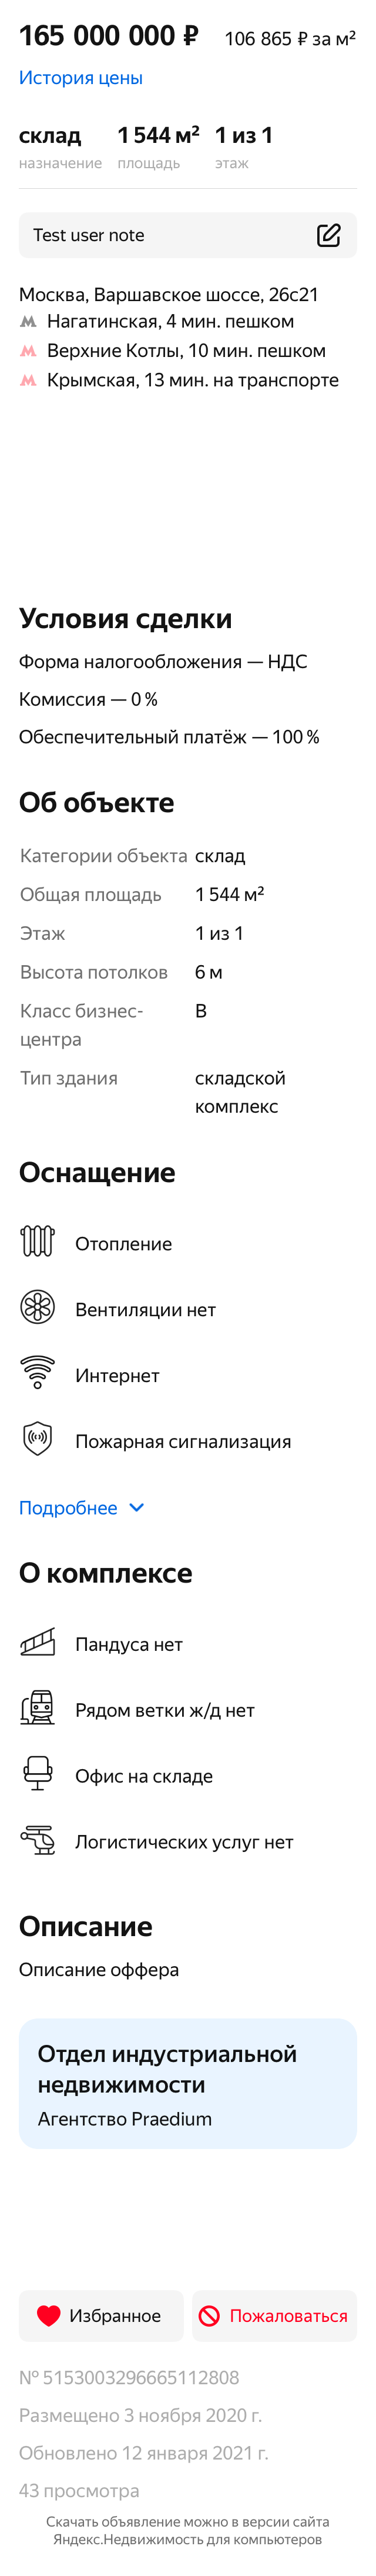 165 000 000 ₽ 106 865 ₽ за м²
История цены
склад 1 544 м² 1 из 1
назначение площадь этаж
Test user note
Москва, Варшавское шоссе, 26с21
Нагатинская, 4 мин. пешком
Верхние Котлы, 10 мин. пешком
Крымская, 13 мин. на транспорте
Условия сделки
Форма налогообложения — НДС
Комиссия — 0 %
Обеспечительный платёж — 100 %
Об объекте
Категории объекта склад
Общая площадь 1 544 м²
Этаж 1 из 1
Высота потолков 6 м
Класс бизнес- B
центра
Тип здания складской
комплекс
Оснащение
Отопление
Вентиляции нет
Интернет
Пожарная сигнализация
Подробнее
О комплексе
Пандуса нет
Рядом ветки ж/д нет
Офис на складе
Логистических услуг нет
Описание
Описание оффера
Отдел индустриальной
недвижимости
Агентство Praedium
Избранное Пожаловаться
№ 5153003296665112808
Размещено 3 ноября 2020 г.
Обновлено 12 января 2021 г.
43 просмотра
Скачать объявление можно в версии сайта
Яндекс.Недвижимость для компьютеров